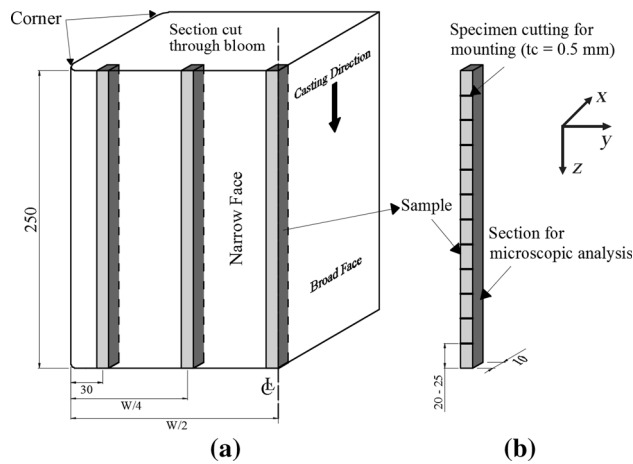 Corner
Section cut
through bloom
Casting Direction
250
Narrow Face
Broad Face
Sample
30
W/4
W/2
℄
(a)
Specimen cutting for
mounting (tc = 0.5 mm)
x
y
z
Section for
microscopic analysis
20 - 25
10
(b)